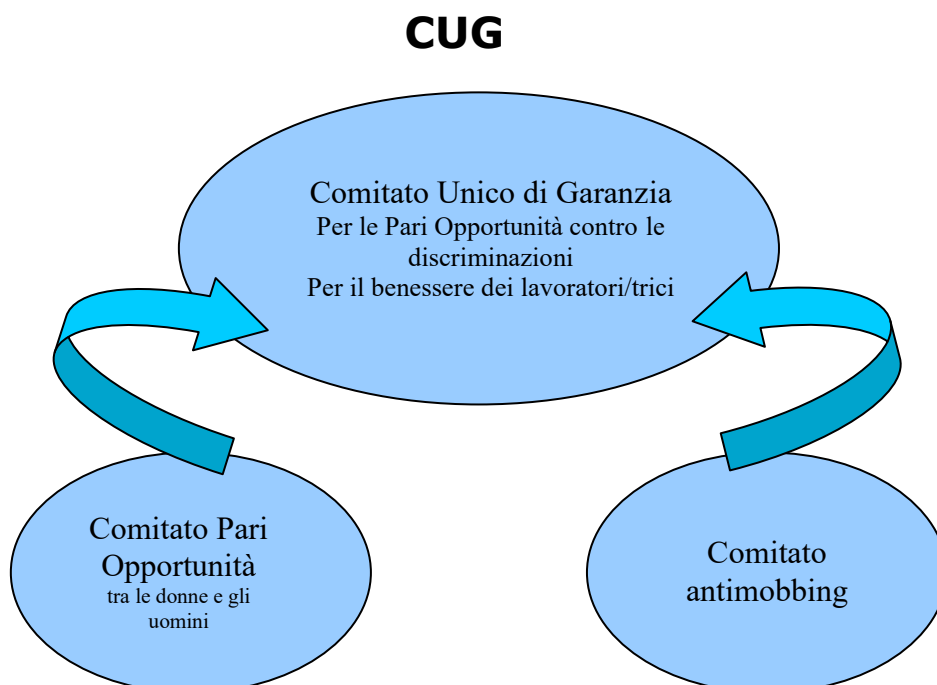 CUG
Comitato Unico di Garanzia
Per le Pari Opportunità contro le
discriminazioni
Per il benessere dei lavoratori/trici
Comitato Pari
Opportunità
tra le donne e gli
uomini
Comitato
antimobbing